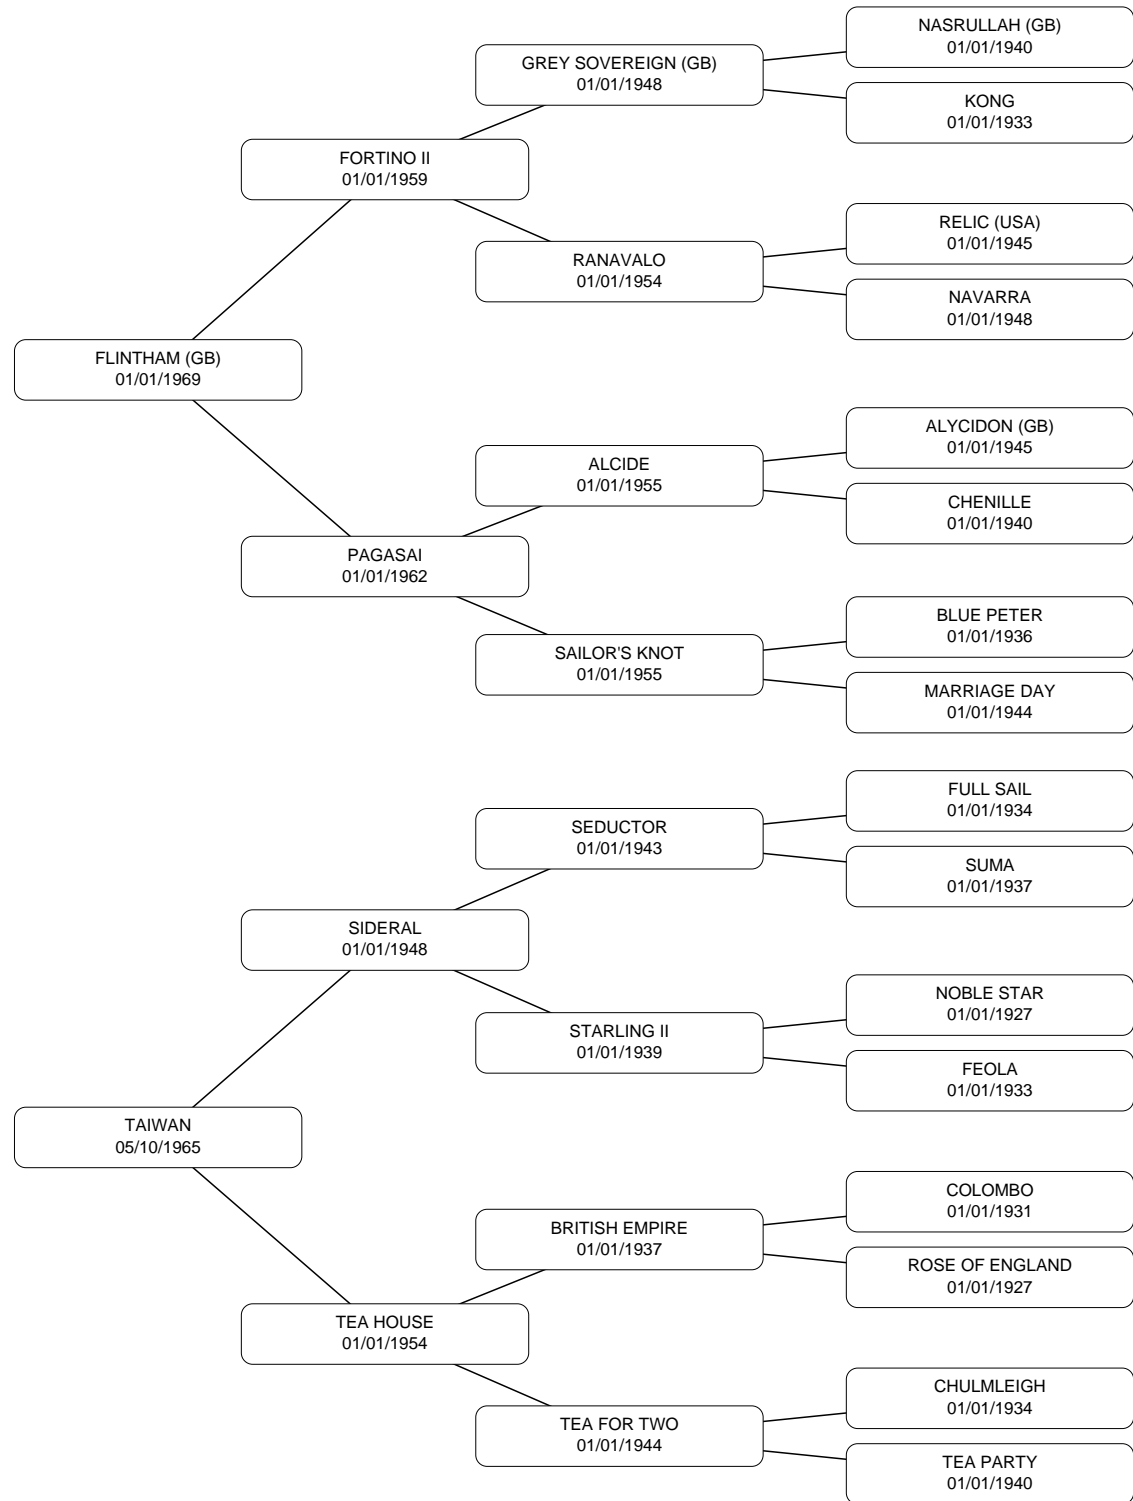 NASRULLAH (GB)
01/01/1940
GREY SOVEREIGN (GB)
01/01/1948
KONG
01/01/1933
FORTINO II
01/01/1959
RELIC (USA)
01/01/1945
RANAVALO
01/01/1954
NAVARRA
01/01/1948
FLINTHAM (GB)
01/01/1969
ALYCIDON (GB)
01/01/1945
ALCIDE
01/01/1955
CHENILLE
01/01/1940
PAGASAI
01/01/1962
BLUE PETER
01/01/1936
SAILOR'S KNOT
01/01/1955
MARRIAGE DAY
01/01/1944
FULL SAIL
01/01/1934
SEDUCTOR
01/01/1943
SUMA
01/01/1937
SIDERAL
01/01/1948
NOBLE STAR
01/01/1927
STARLING II
01/01/1939
FEOLA
01/01/1933
TAIWAN
05/10/1965
COLOMBO
01/01/1931
BRITISH EMPIRE
01/01/1937
ROSE OF ENGLAND
01/01/1927
TEA HOUSE
01/01/1954
CHULMLEIGH
01/01/1934
TEA FOR TWO
01/01/1944
TEA PARTY
01/01/1940